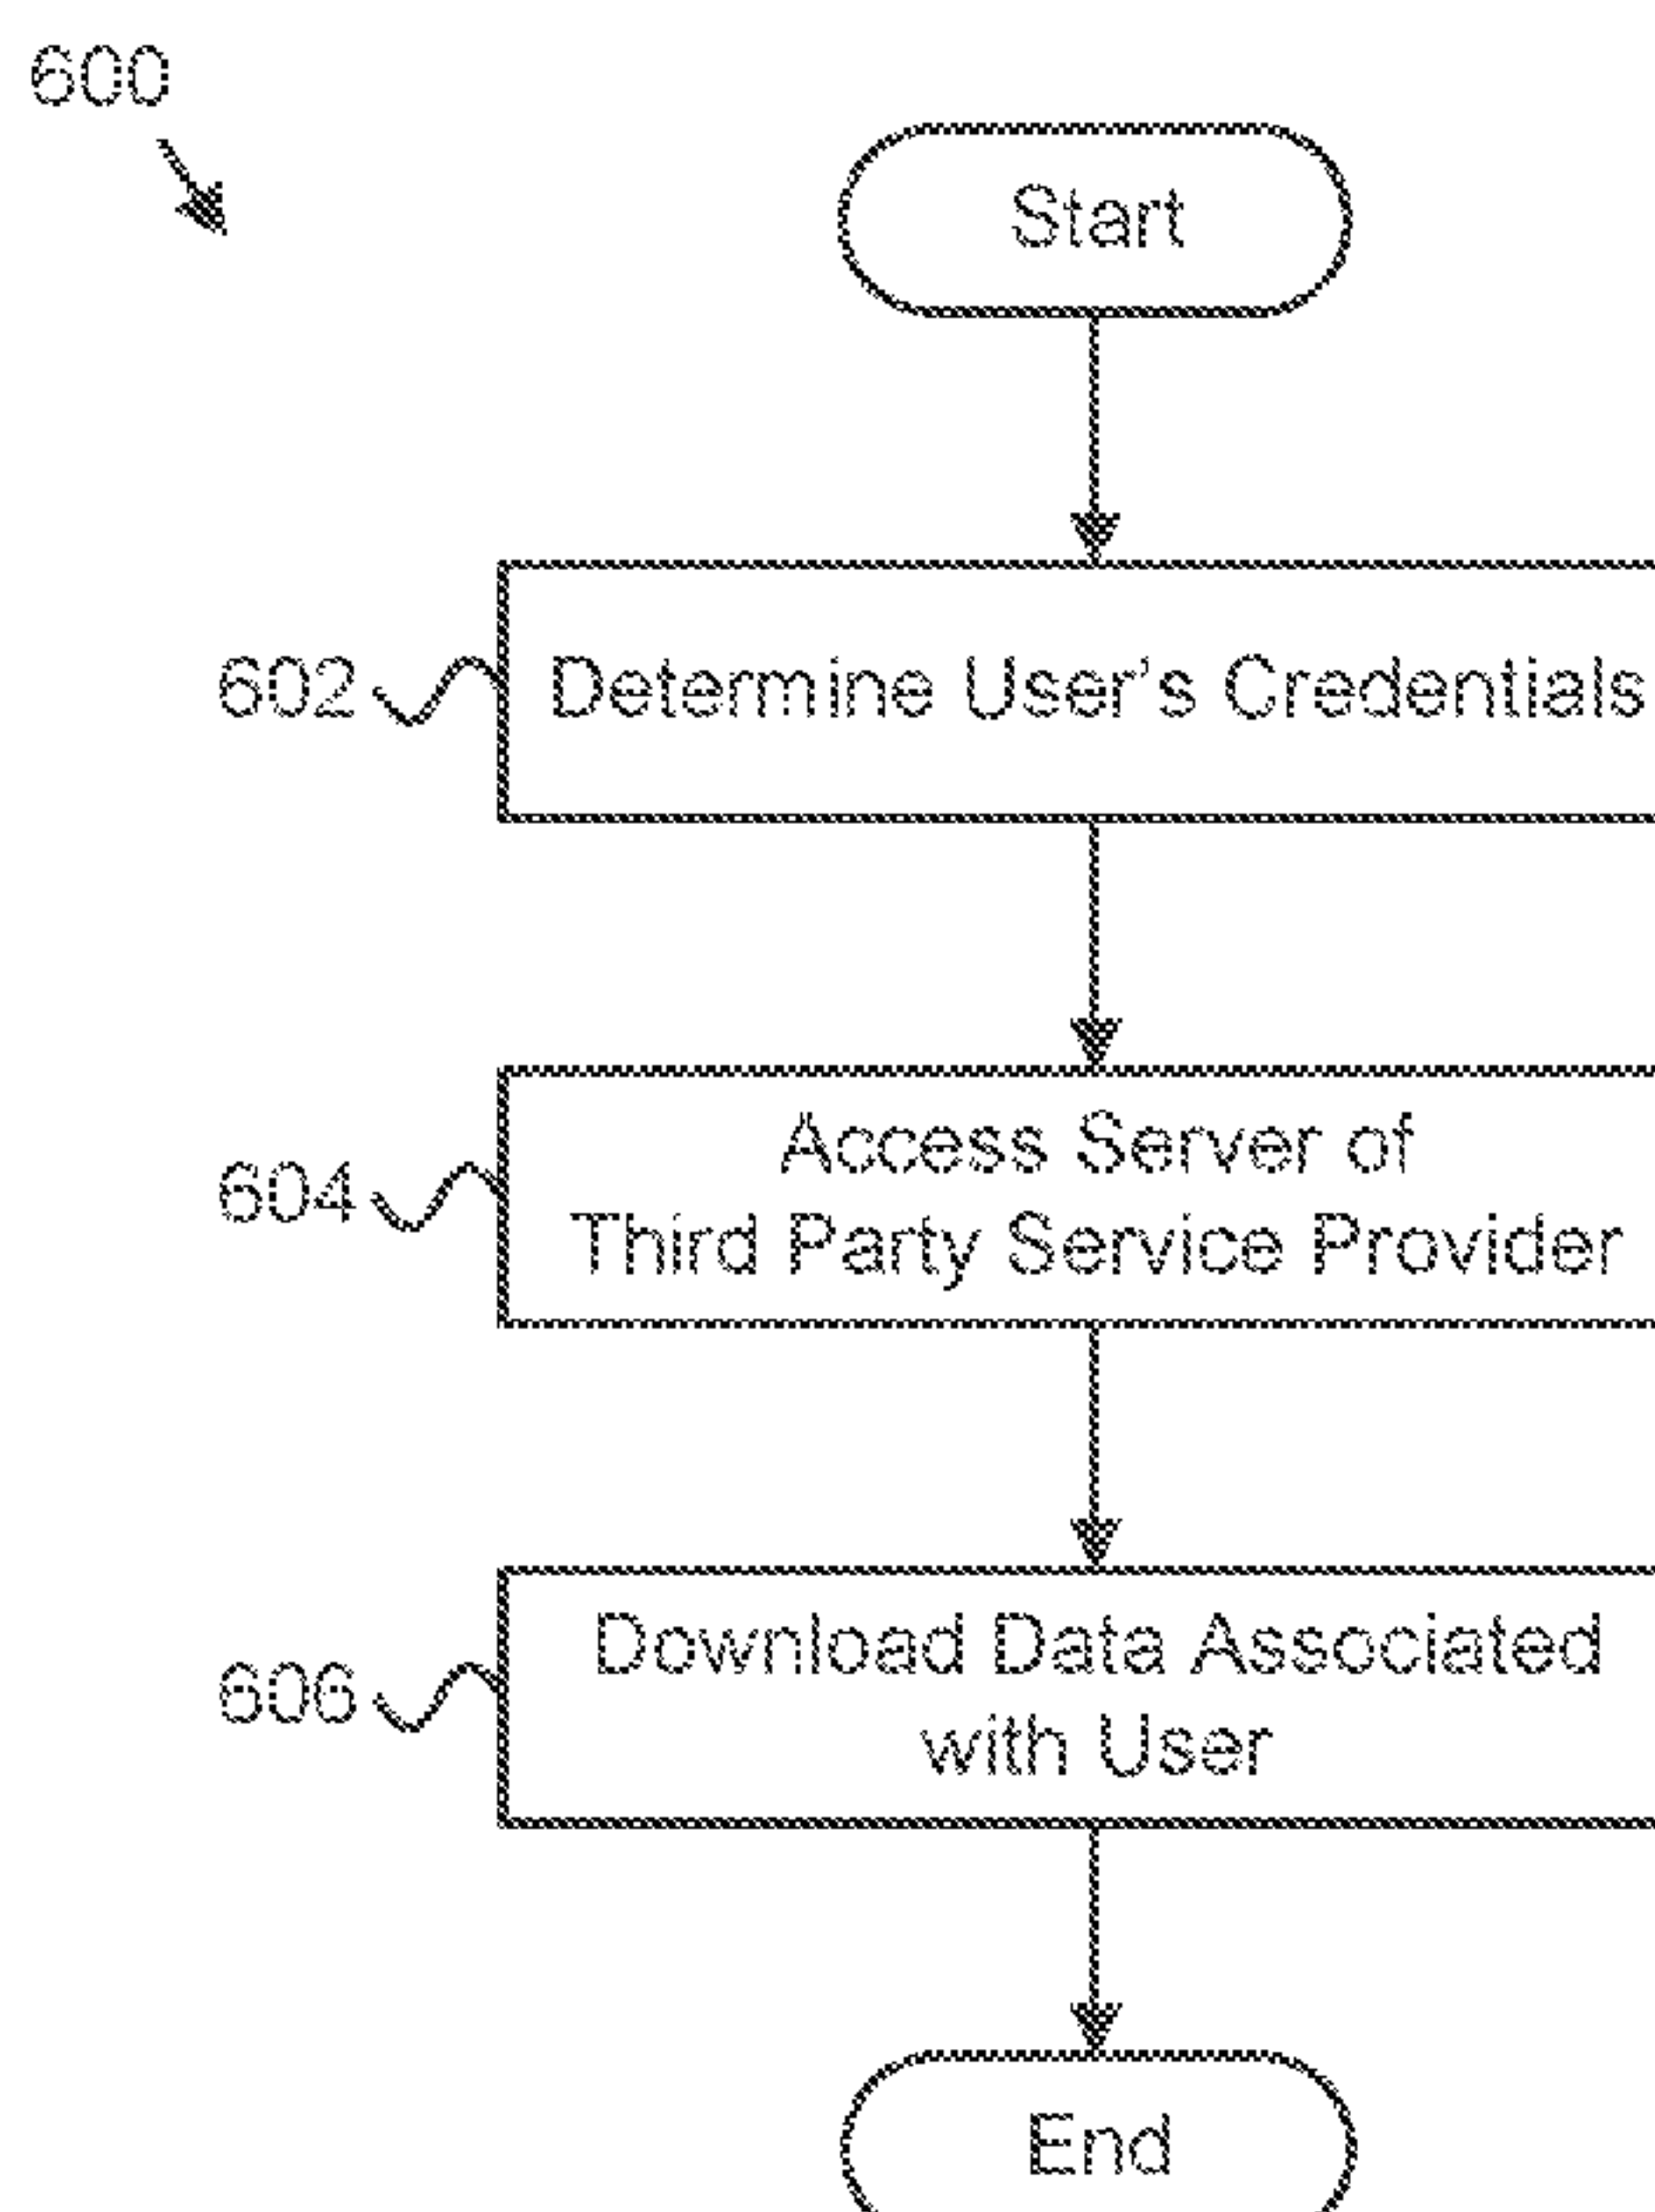 600
Start
602
Determine User's Credentials
604
Access Server of
Third Party Service Provider
606
Download Data Associated
with User
End